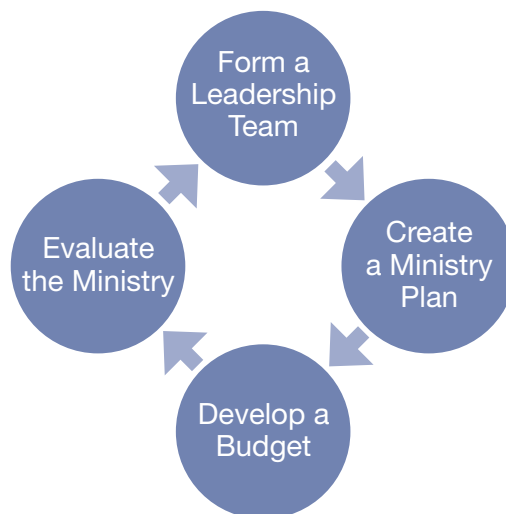 Form a
Leadership
Team
Create
a Ministry
Plan
Develop a
Budget
Evaluate
the Ministry